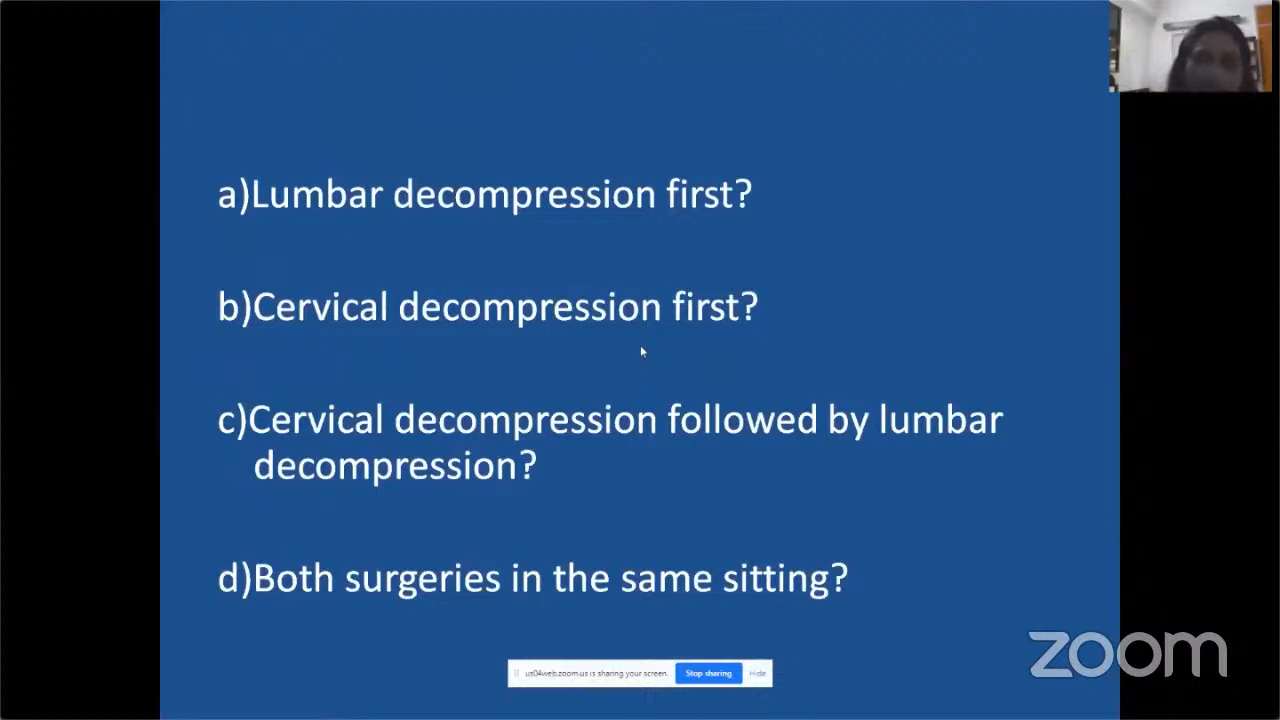 a)Lumbar decompression first?
b)Cervical decompression first?
c)Cervical decompression followed by lumbar
decompression?
d)Both surgeries in the same sitting?
zoom
us04web.zoom.us is sharing your screen.
Stop sharing
Hide